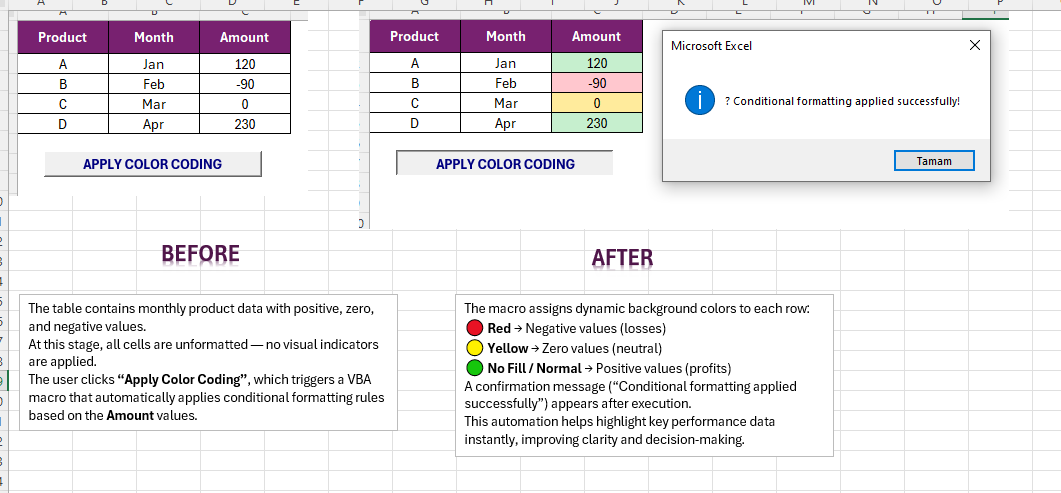 A B C D E F G H I J K L M N O P
A B C
Product Month Amount
A Jan 120
B Feb -90
C Mar 0
D Apr 230
APPLY COLOR CODING
A B C
Product Month Amount
A Jan 120
B Feb -90
C Mar 0
D Apr 230
APPLY COLOR CODING
Microsoft Excel
? Conditional formatting applied successfully!
Tamam
BEFORE
AFTER
The table contains monthly product data with positive, zero,
and negative values.
At this stage, all cells are unformatted — no visual indicators
are applied.
The user clicks “Apply Color Coding”, which triggers a VBA
macro that automatically applies conditional formatting rules
based on the Amount values.
The macro assigns dynamic background colors to each row:
Red → Negative values (losses)
Yellow → Zero values (neutral)
No Fill / Normal → Positive values (profits)
A confirmation message (“Conditional formatting applied
successfully”) appears after execution.
This automation helps highlight key performance data
instantly, improving clarity and decision-making.